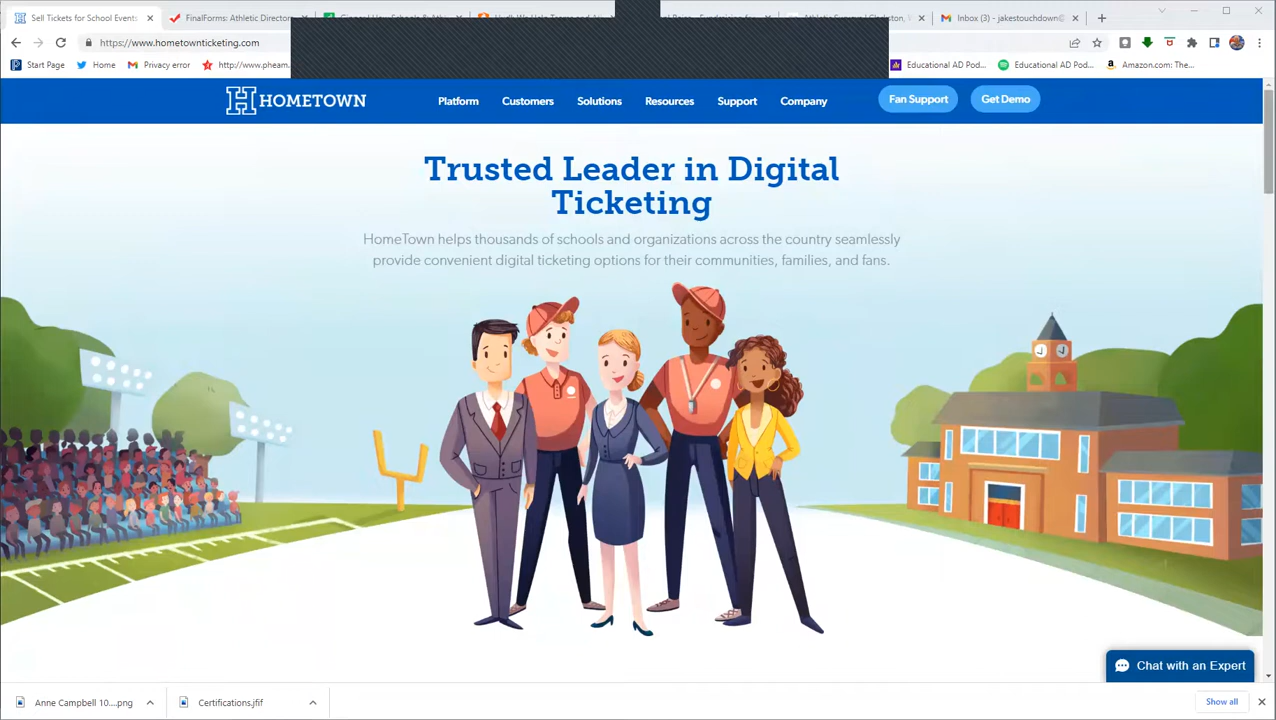 Sell Tickets for School Events
FinalForms: Athletic Director
Inbox (3) - jakestouchdown@
https://www.hometownticketing.com
Start Page
Home
Privacy error
http://www.pheam
Educational AD Pod...
Educational AD Pod...
Amazon.com: The...
HOMETOWN
Platform
Customers
Solutions
Resources
Support
Company
Fan Support
Get Demo
Trusted Leader in Digital
Ticketing
HomeTown helps thousands of schools and organizations across the country seamlessly
provide convenient digital ticketing options for their communities, families, and fans.
Chat with an Expert
Anne Campbell 10....png
Certifications.jfif
Show all